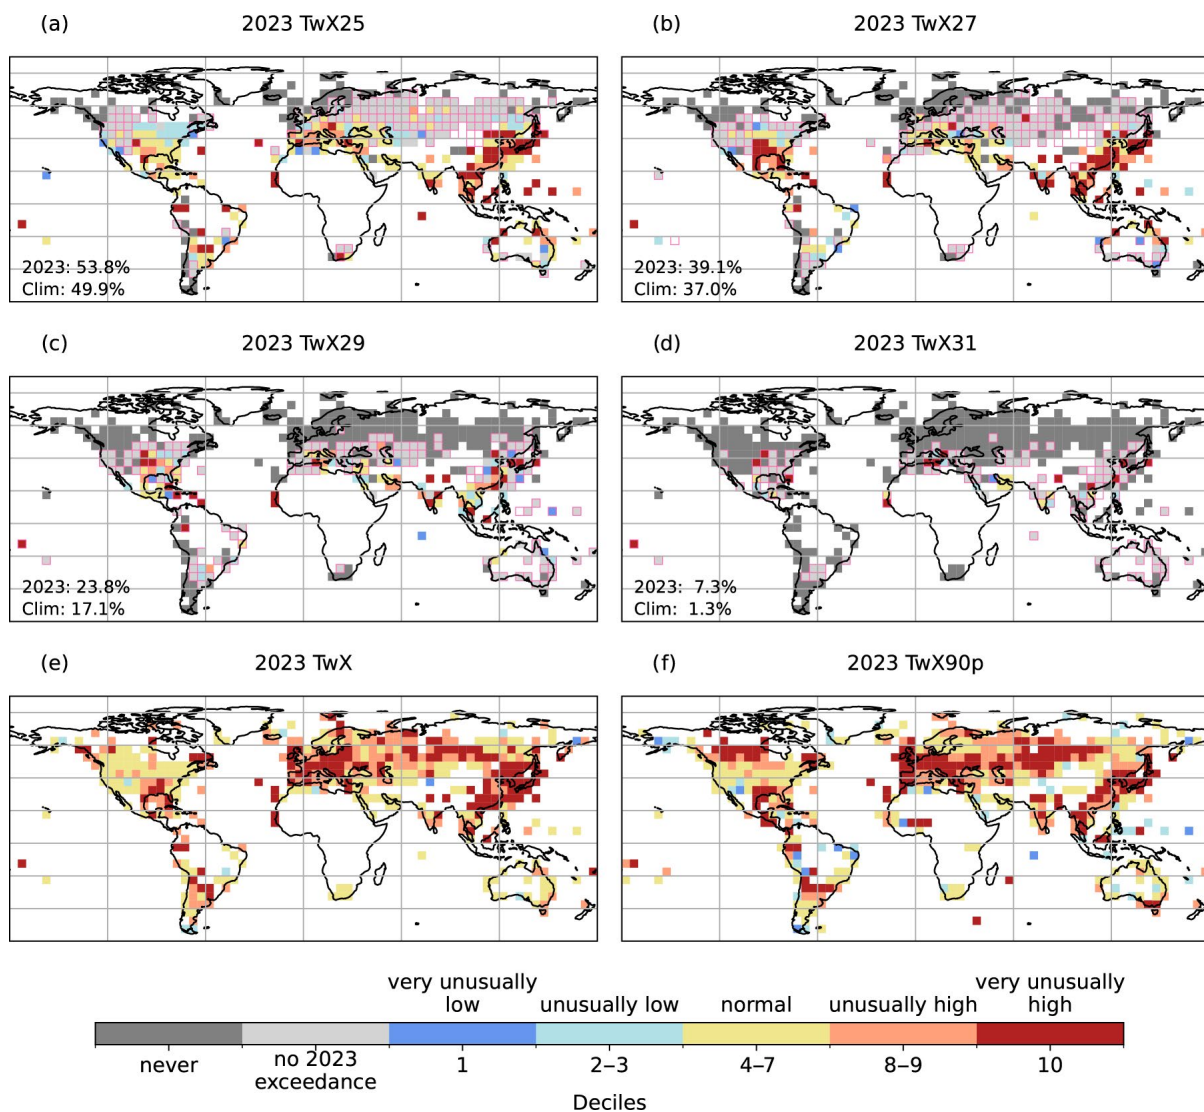 (a) 2023 TwX25
(b) 2023 TwX27
2023: 53.8%
Clim: 49.9%
2023: 39.1%
Clim: 37.0%
(c) 2023 TwX29
(d) 2023 TwX31
2023: 23.8%
Clim: 17.1%
2023: 7.3%
Clim: 1.3%
(e) 2023 TwX
(f) 2023 TwX90p
very unusually low
unusually low
normal
unusually high
very unusually high
never
no 2023 exceedance
1
2–3
4–7
8–9
10
Deciles